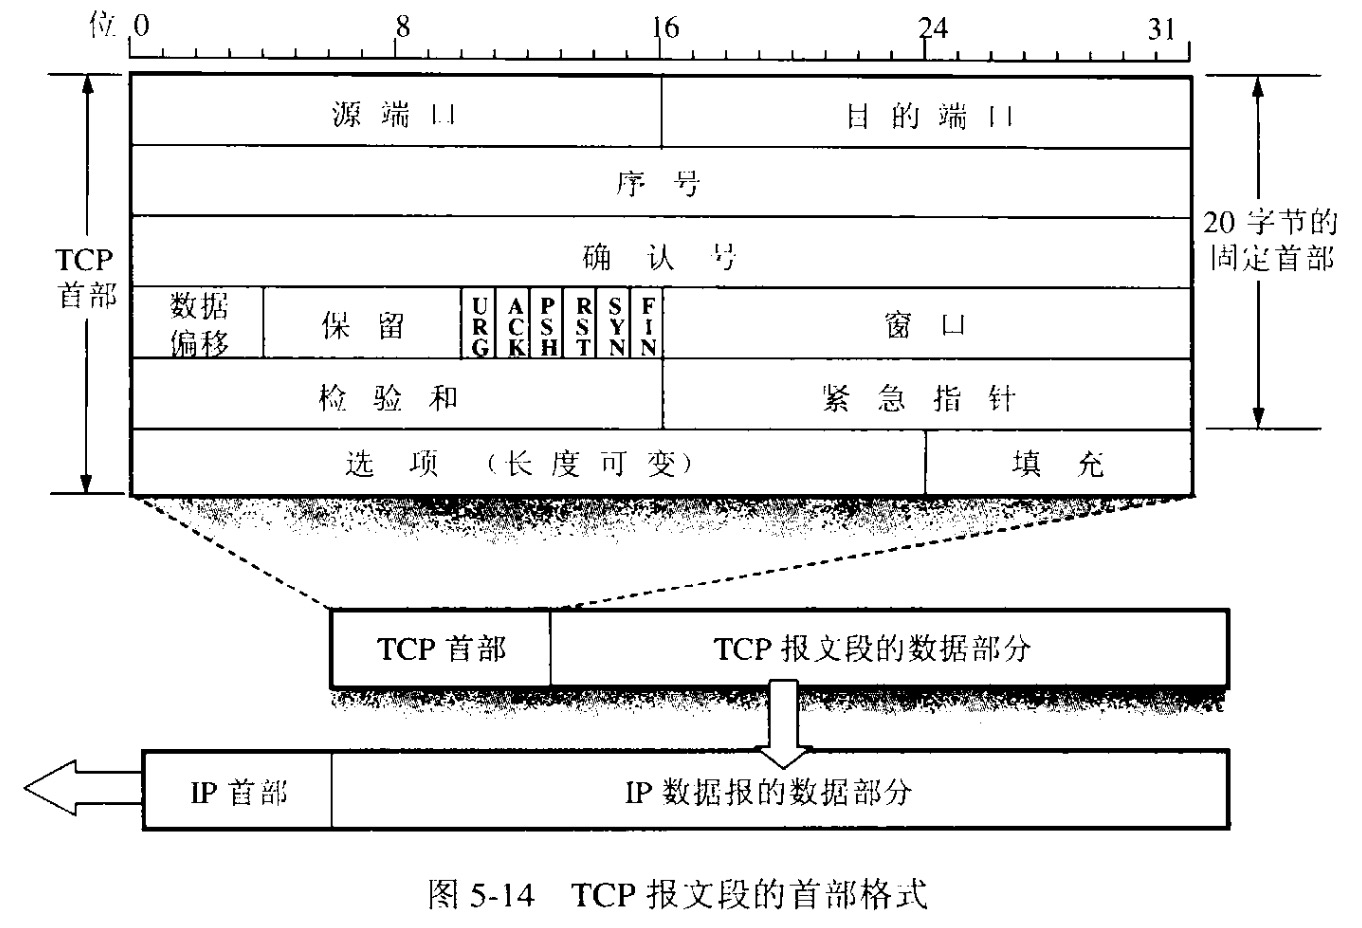 位 0 8 16 24 31
源端口 目的端口
序号
确认号
TCP
首部
20 字节的
固定首部
数据
偏移
保留
URG
ACK
PSH
RST
SYN
FIN
窗口
检验和 紧急指针
选项（长度可变） 填充
TCP 首部 TCP 报文段的数据部分
IP 首部 IP 数据报的数据部分
图 5-14 TCP 报文段的首部格式